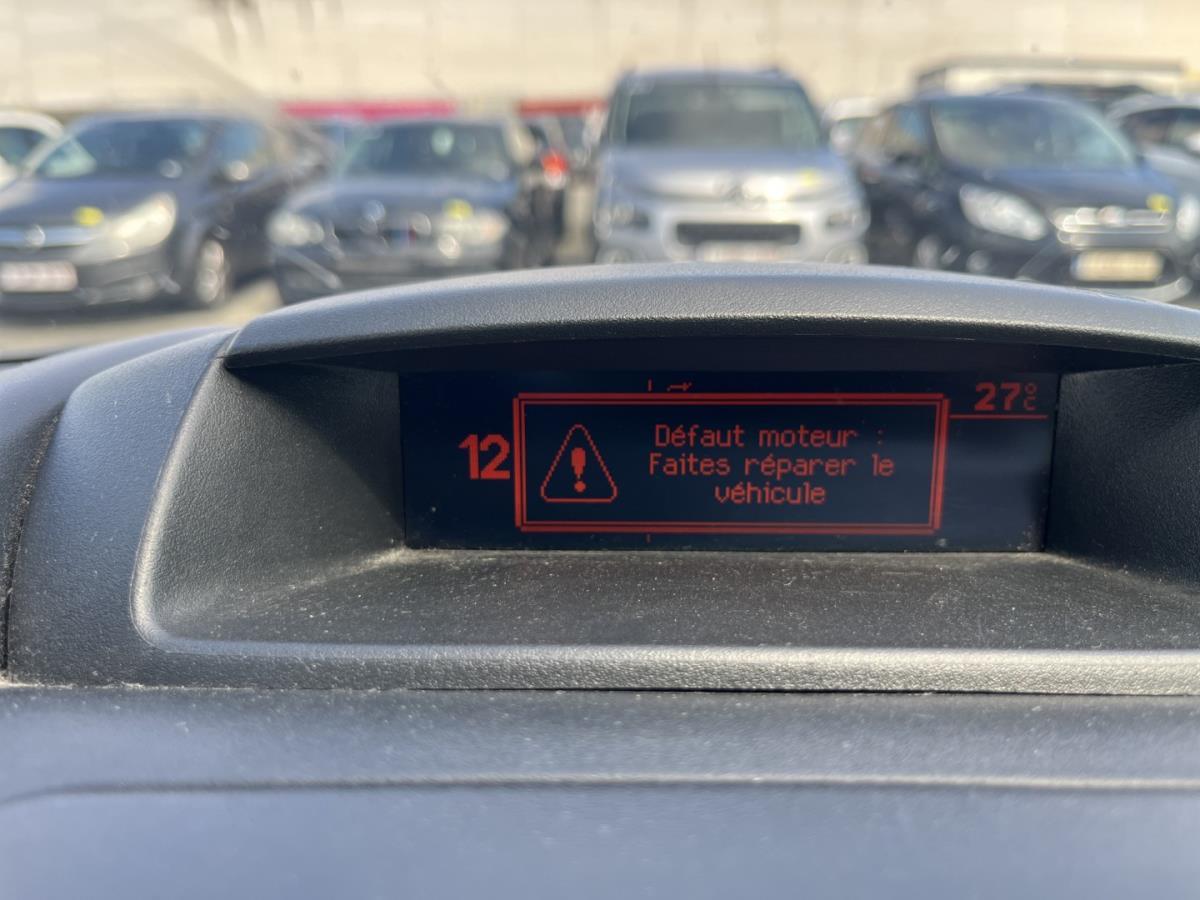 27°C
12
Défaut moteur :
Faites réparer le
véhicule